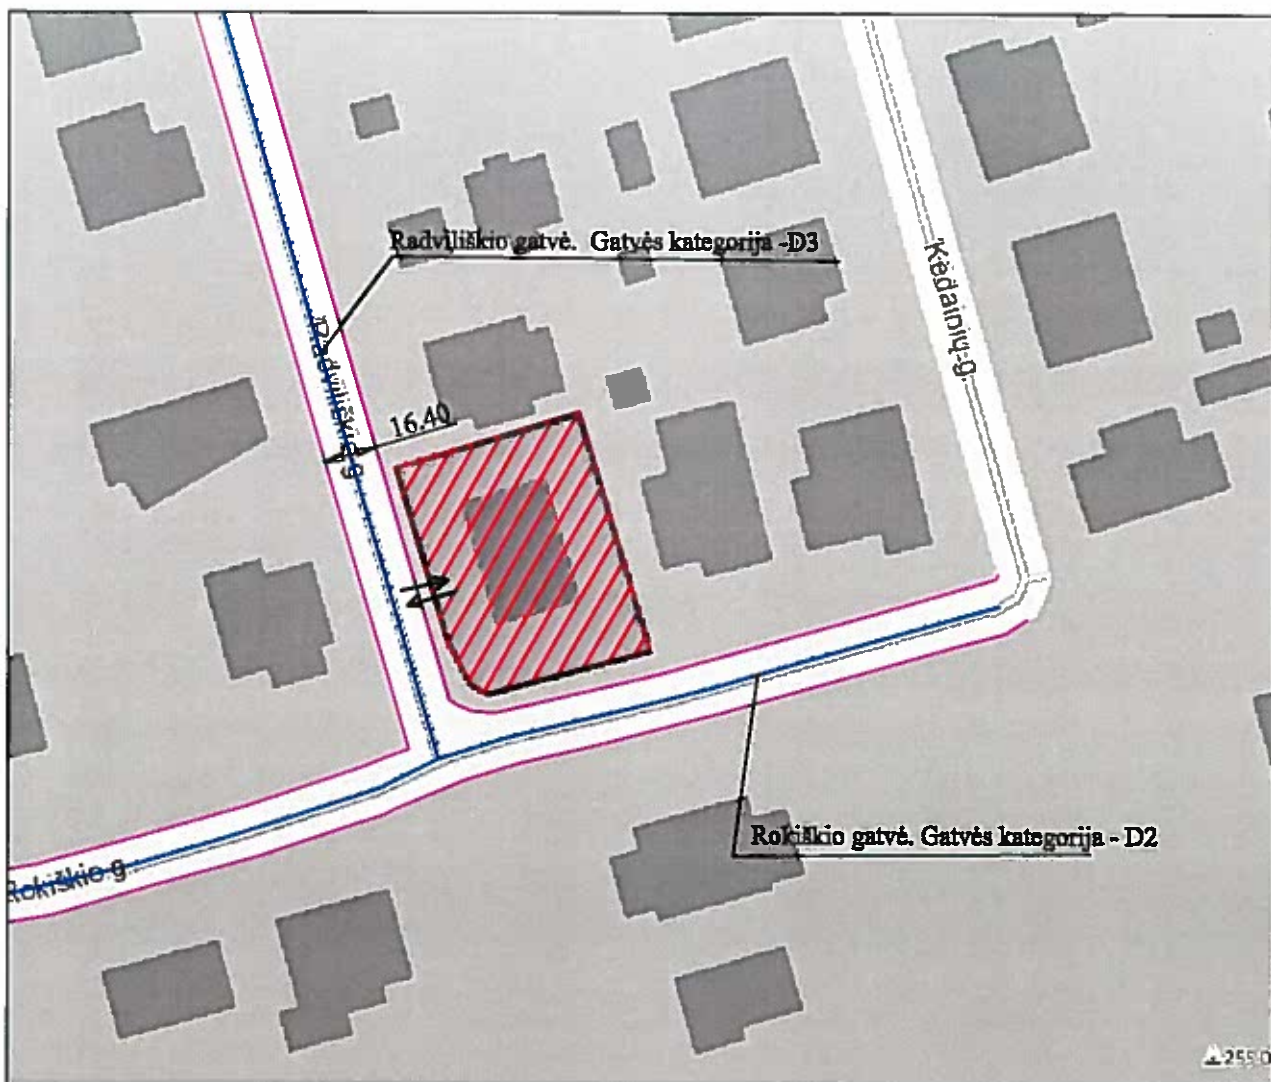 Radviliškio gatvė. Gatvės kategorija -D3
Kėdainių g.
Radviliškio g
16.40
Rokiškio gatvė. Gatvės kategorija - D2
Rokiškio g